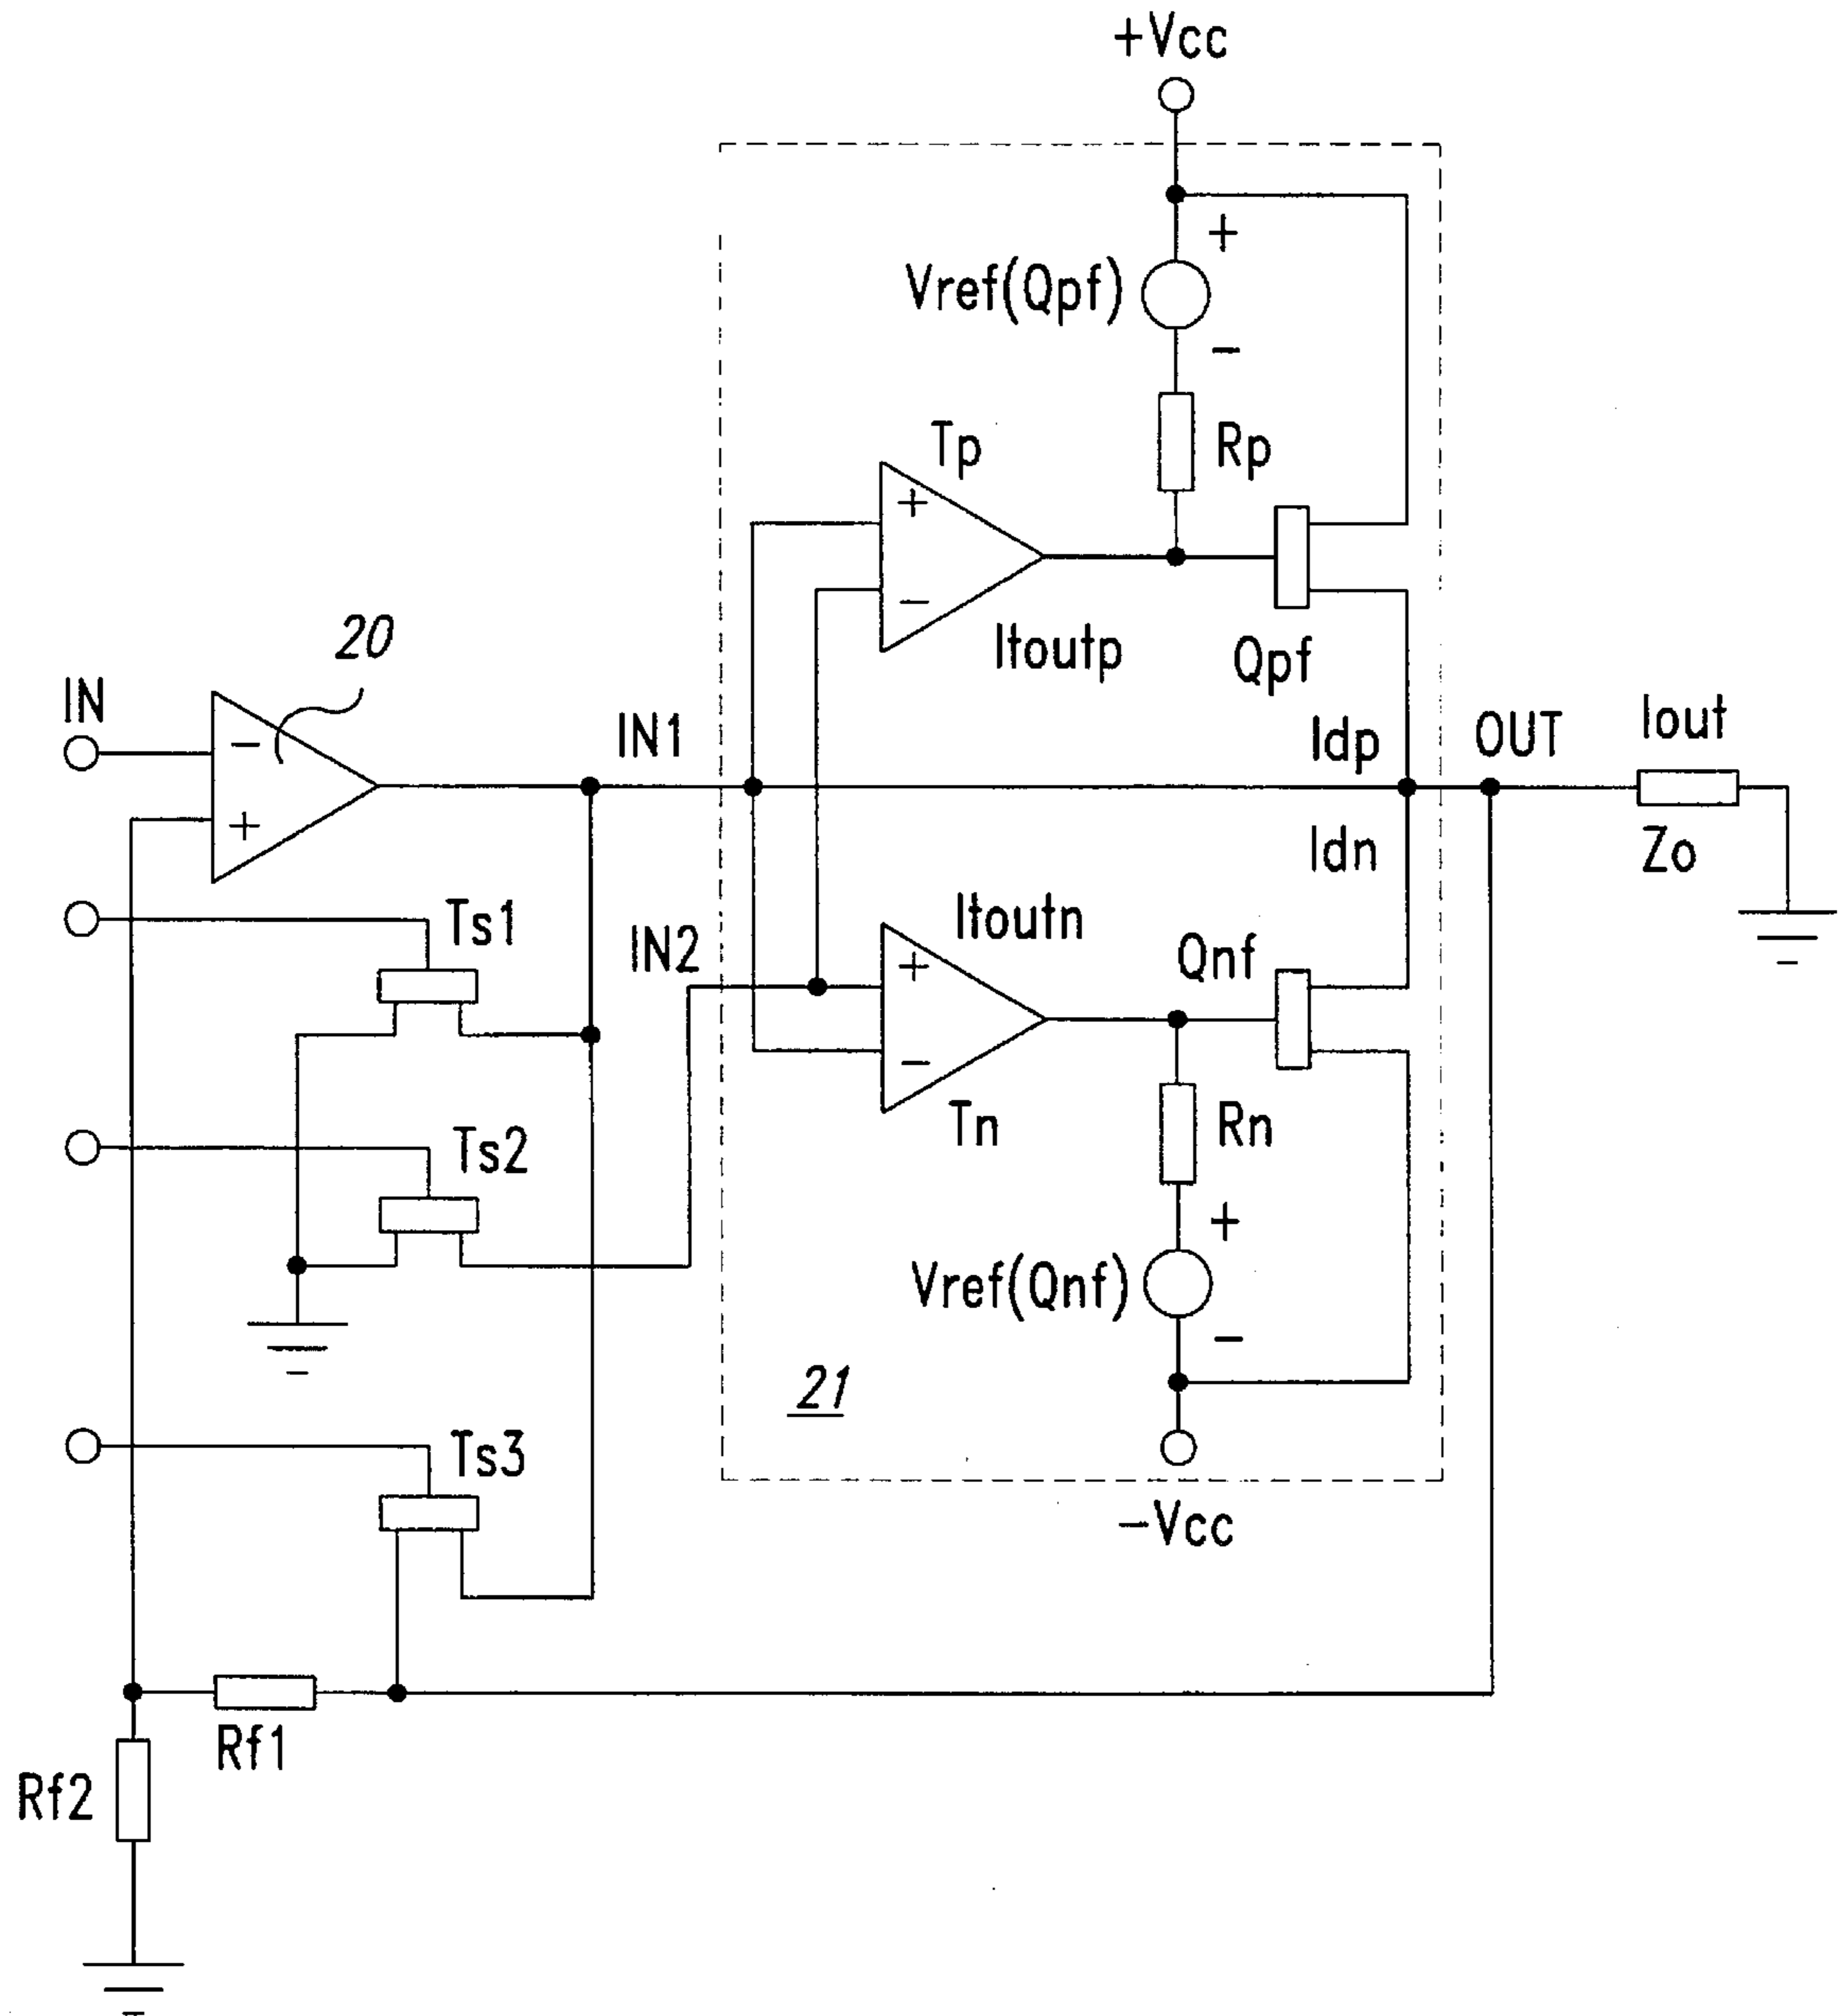 +Vcc
+
Vref(Qpf)
-
Tp
Rp
+
-
Itoutp
Qpf
20
IN
-
+
IN1
Idp
OUT
Iout
Idn
Zo
Ts1
IN2
Itoutn
Qnf
+
-
Tn
Rn
Ts2
+
Vref(Qnf)
-
21
Ts3
-Vcc
Rf1
Rf2